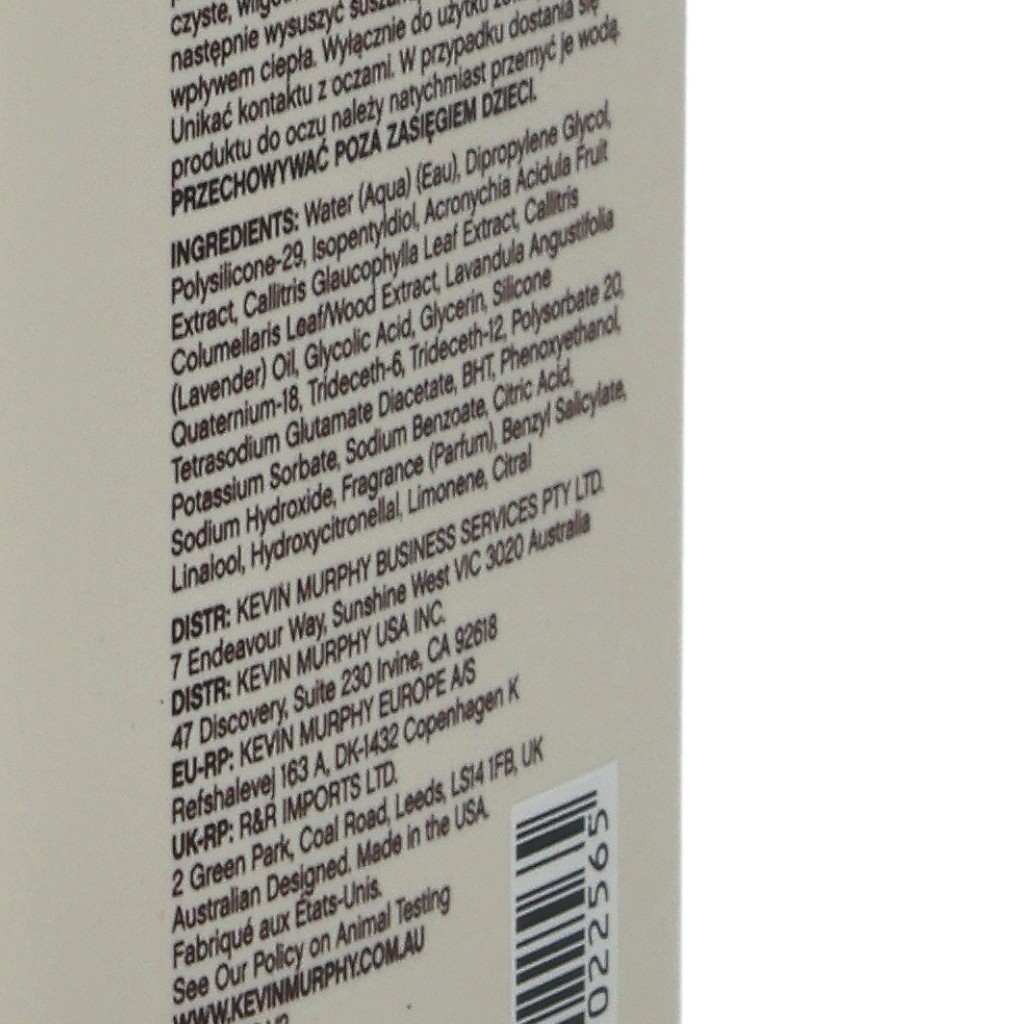 czyste,
następnie wysuszyć
wpływem ciepła. Wyłącznie do użytku
Unikać kontaktu z oczami. W przypadku dostania się
produktu do oczu należy natychmiast przemyć je wodą.
PRZECHOWYWAĆ POZA ZASIĘGIEM DZIECI.
INGREDIENTS: Water (Aqua) (Eau), Dipropylene Glycol,
Polysilicone-29, Isopentyldiol, Acronychia Acidula Fruit
Extract, Callitris Glaucophylla Leaf Extract, Callitris
Columellaris Leaf/Wood Extract, Lavandula Angustifolia
(Lavender) Oil, Glycolic Acid, Glycerin, Silicone
Quaternium-18, Trideceth-6, Trideceth-12, Polysorbate 20,
Tetrasodium Glutamate Diacetate, BHT, Phenoxyethanol,
Potassium Sorbate, Sodium Benzoate, Citric Acid,
Sodium Hydroxide, Fragrance (Parfum), Benzyl Salicylate,
Linalool, Hydroxycitronellal, Limonene, Citral
DISTR: KEVIN MURPHY BUSINESS SERVICES PTY LTD.
7 Endeavour Way, Sunshine West VIC 3020 Australia
DISTR: KEVIN MURPHY USA INC.
47 Discovery, Suite 230 Irvine, CA 92618
EU-RP: KEVIN MURPHY EUROPE A/S
Refshalevej 163 A, DK-1432 Copenhagen K
UK-RP: R&R IMPORTS LTD.
2 Green Park, Coal Road, Leeds, LS14 1FB, UK
Australian Designed. Made in the USA.
Fabriqué aux États-Unis.
See Our Policy on Animal Testing
WWW.KEVINMURPHY.COM.AU
022565